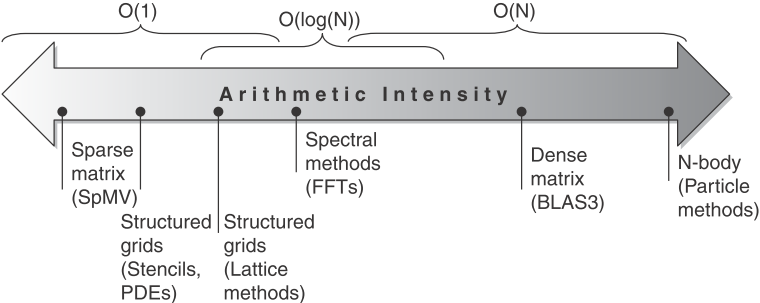 O(1)
O(log(N))
O(N)
Arithmetic Intensity
Sparse
matrix
(SpMV)
Structured
grids
(Stencils,
PDEs)
Structured
grids
(Lattice
methods)
Spectral
methods
(FFTs)
Dense
matrix
(BLAS3)
N-body
(Particle
methods)